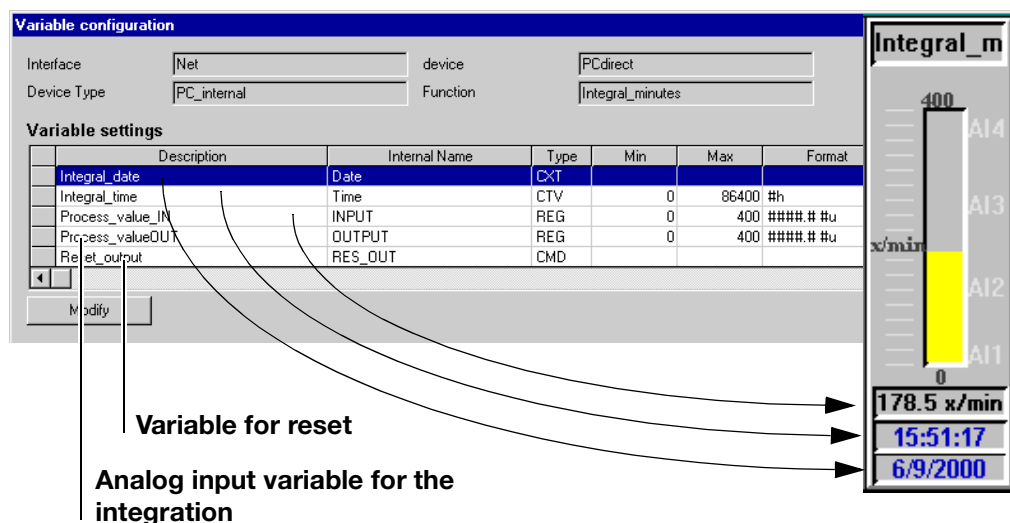 Variable configuration
Interface Net device PCdirect
Device Type PC_internal Function Integral_minutes
Variable settings
Description Internal Name Type Min Max Format
Integral_date Date CXT
Integral_time Time CTV 0 86400 #h
Process_value_IN INPUT REG 0 400 ####.# #u
Process_valueOUT OUTPUT REG 0 400 ####.# #u
Reset_output RES_OUT CMD
Modify
Integral_m
400
AI4
AI3
x/min
AI2
AI1
0
178.5 x/min
15:51:17
6/9/2000
Variable for reset
Analog input variable for the
integration